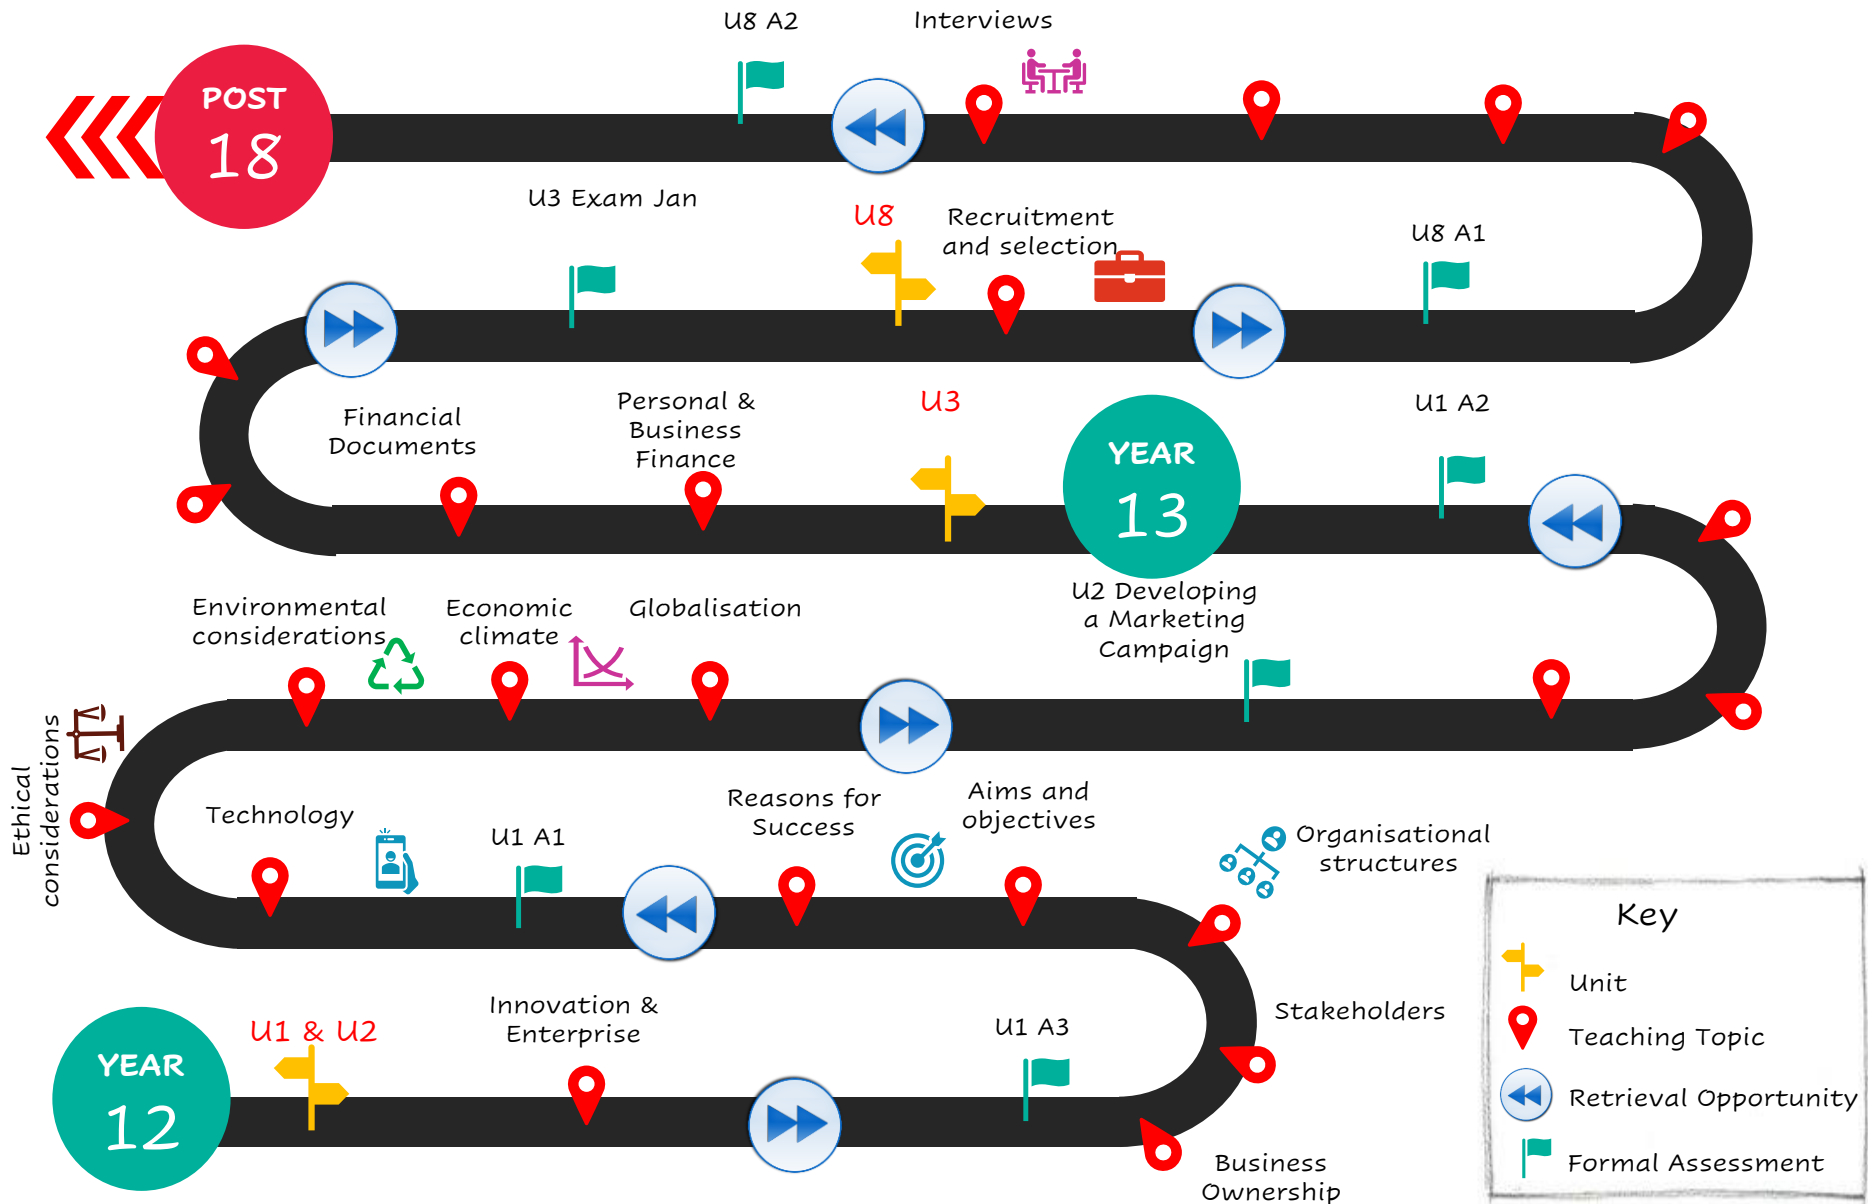 U8 A2
Interviews
POST
18
U3 Exam Jan
U8
Recruitment
and selection
U8 A1
Financial
Documents
Personal &
Business
Finance
U3
YEAR
13
U1 A2
Environmental
considerations
Economic
climate
Globalisation
U2 Developing
a Marketing
Campaign
Ethical
considerations
Technology
U1 A1
Reasons for
Success
Aims and
objectives
Organisational
structures
YEAR
12
U1 & U2
Innovation &
Enterprise
U1 A3
Stakeholders
Business
Ownership
Key
Unit
Teaching Topic
Retrieval Opportunity
Formal Assessment